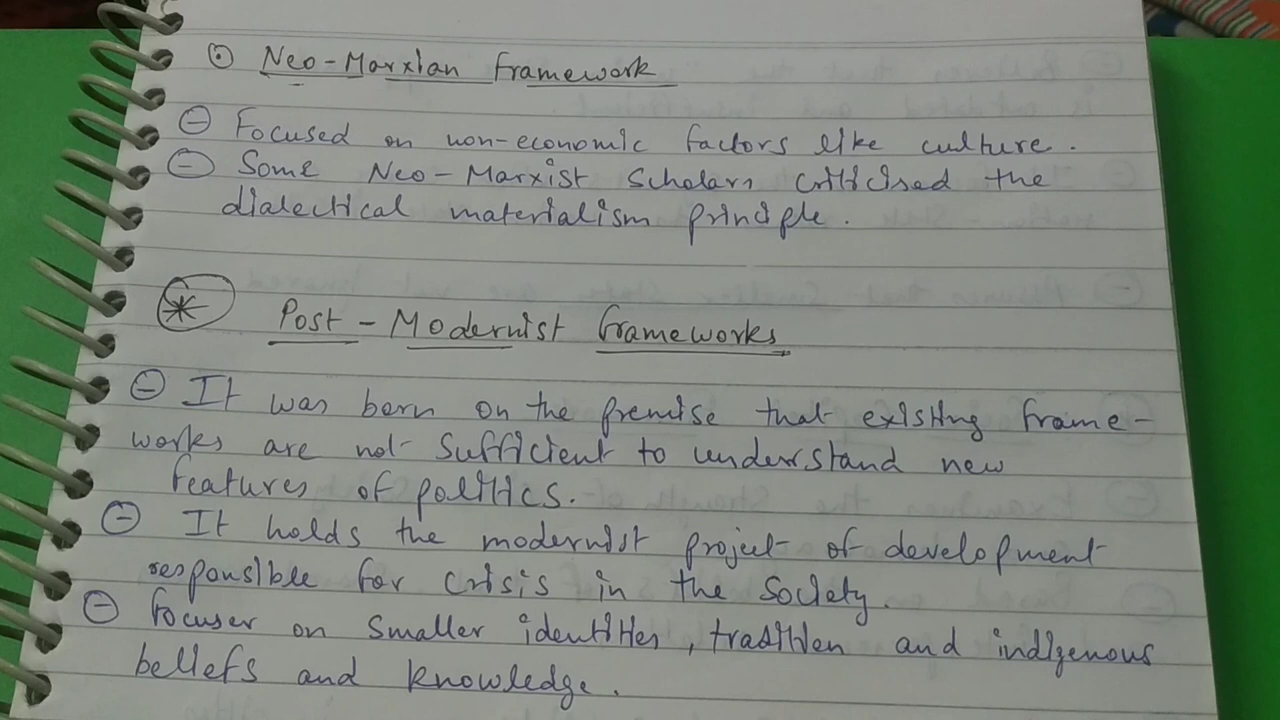 Neo-Marxian Framework
Focused on non-economic factors like culture.
Some Neo-Marxist Scholars criticised the
dialectical materialism principle.
* Post-Modernist Frameworks
It was born on the premise that existing frame-
works are not sufficient to understand new
features of politics.
It holds the modernist project of development
responsible for crisis in the society.
Focuses on smaller identities, tradition and indigenous
beliefs and knowledge.